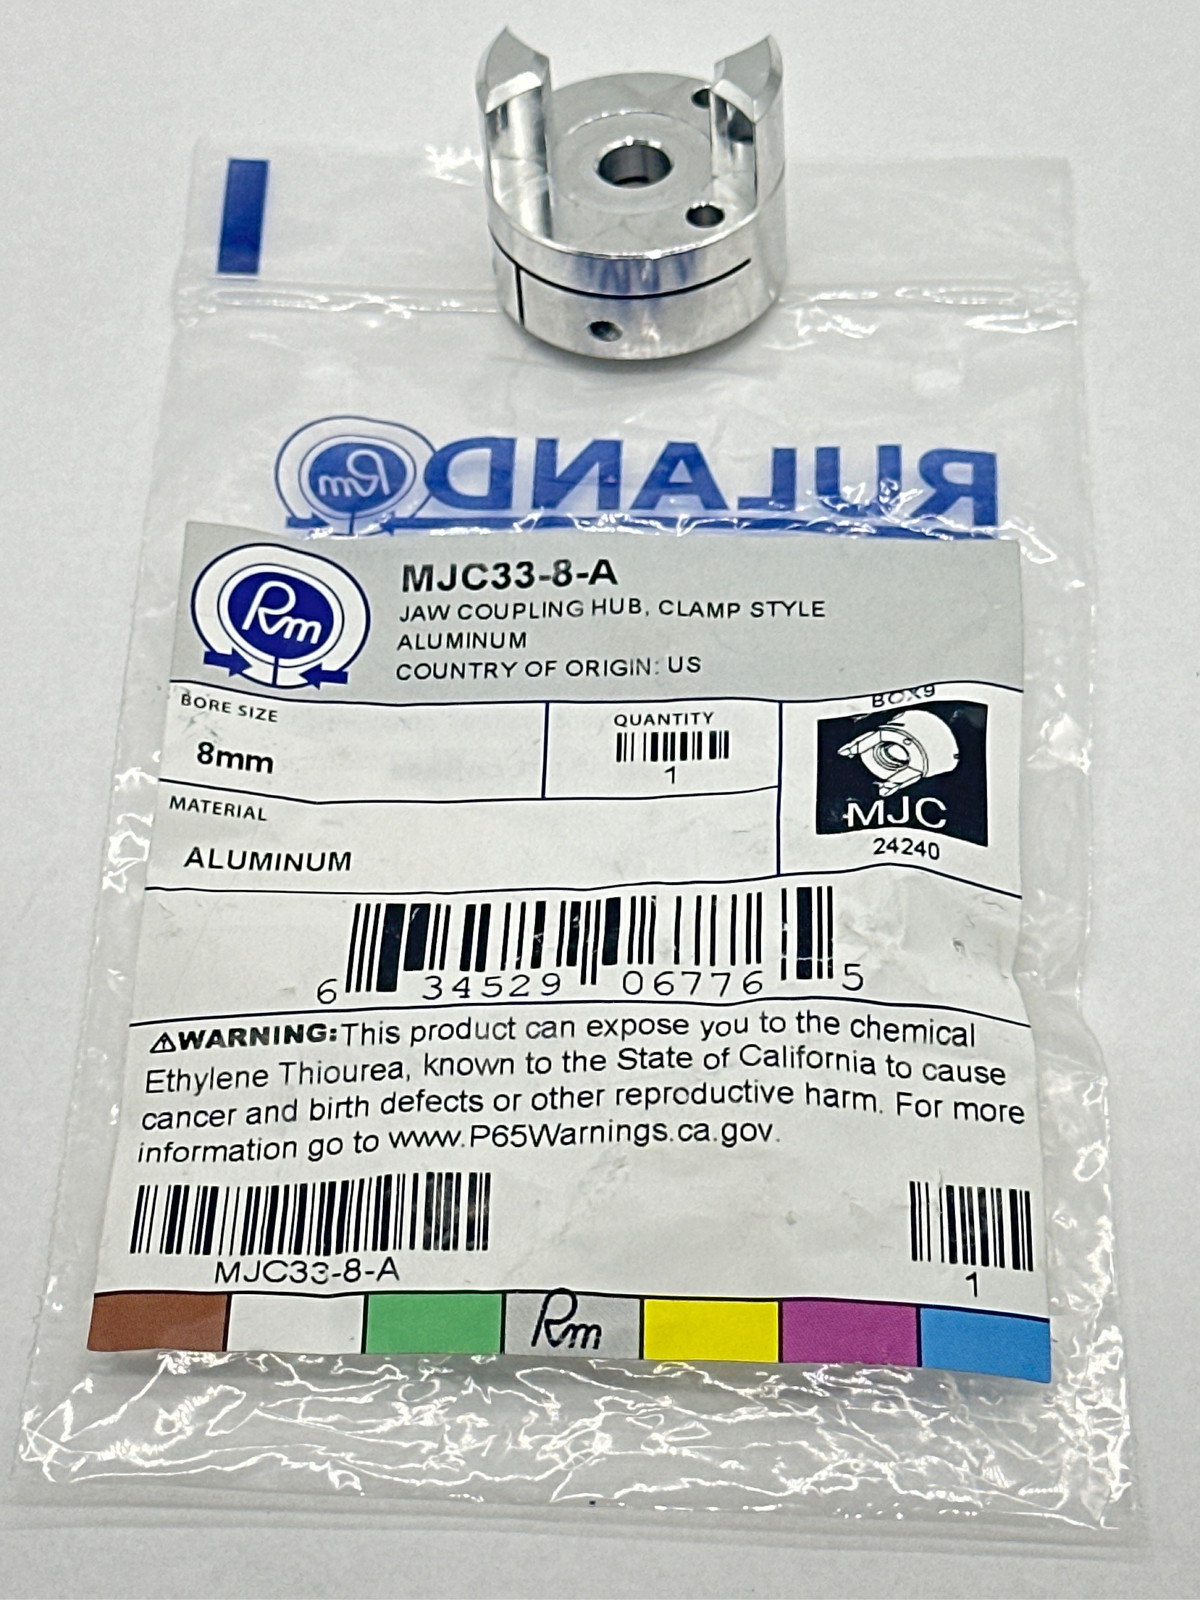 RULAND
Rm
Rm
MJC33-8-A
JAW COUPLING HUB, CLAMP STYLE
ALUMINUM
COUNTRY OF ORIGIN: US
BORE SIZE
8mm
QUANTITY
1
BOX9
MJC
24240
MATERIAL
ALUMINUM
6 34529 06776 5
⚠WARNING: This product can expose you to the chemical
Ethylene Thiourea, known to the State of California to cause
cancer and birth defects or other reproductive harm. For more
information go to www.P65Warnings.ca.gov.
MJC33-8-A
1
Rm